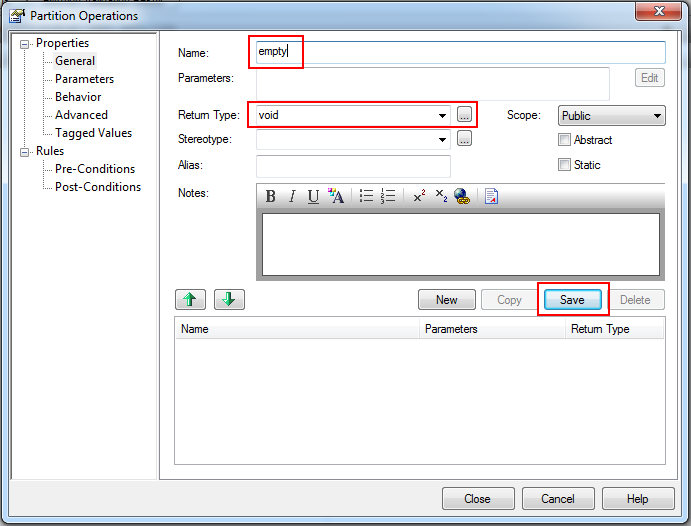 Partition Operations
Properties
General
Parameters
Behavior
Advanced
Tagged Values
Rules
Pre-Conditions
Post-Conditions
Name: empty
Parameters: Edit
Return Type: void ... Scope: Public
Stereotype: ... Abstract
Alias: Static
Notes: B I U A x² x₂
New Copy Save Delete
Name Parameters Return Type
Close Cancel Help